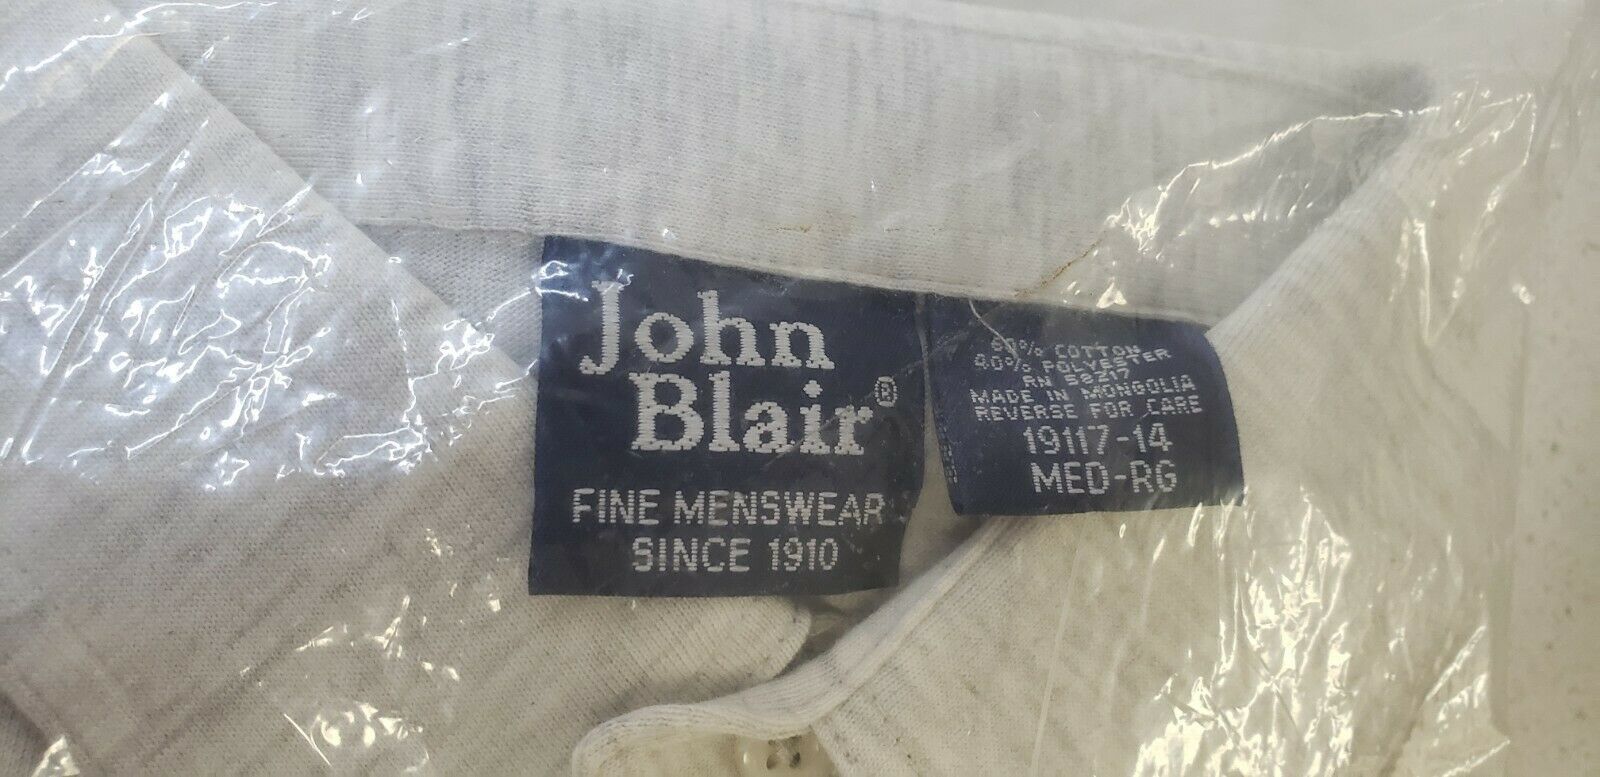 John
Blair®
FINE MENSWEAR
SINCE 1910
60% COTTON
40% POLYESTER
RN 58217
MADE IN MONGOLIA
REVERSE FOR CARE
19117-14
MED-RG